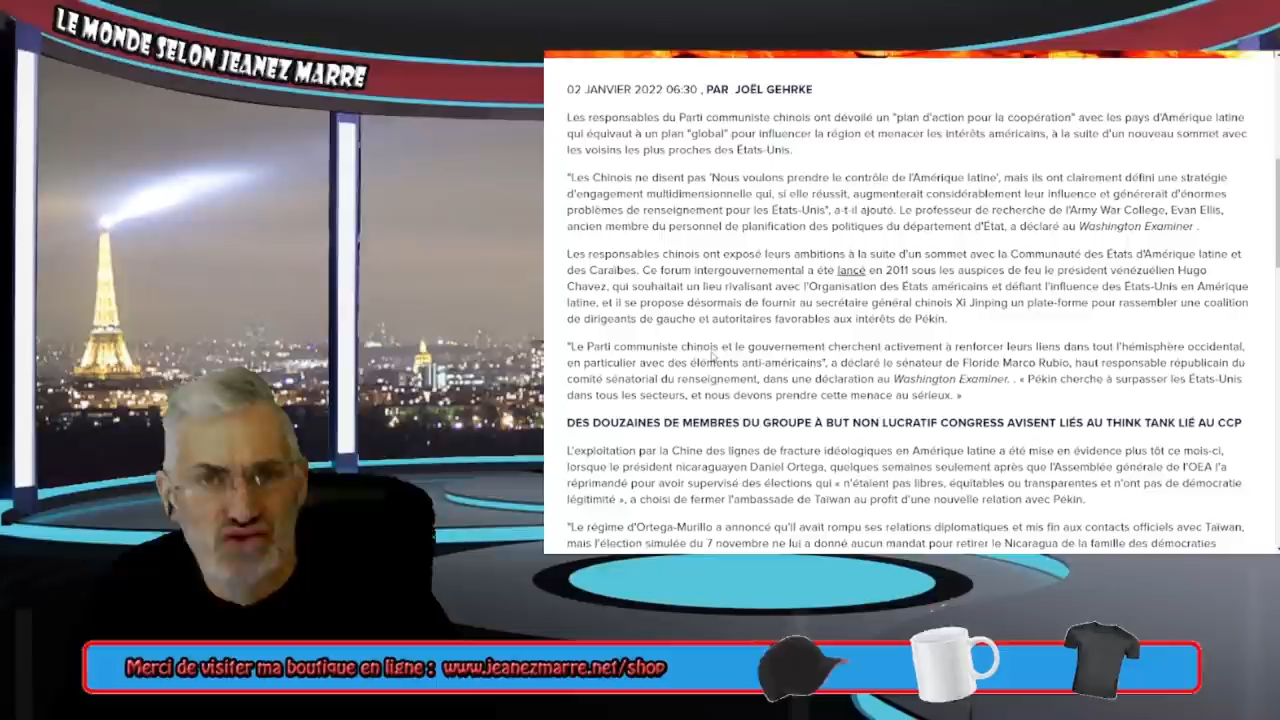 LE MONDE SELON JEANEZ MARRE
02 JANVIER 2022 06:30 , PAR JOËL GEHRKE
Les responsables du Parti communiste chinois ont dévoilé un "plan d'action pour la coopération" avec les pays d'Amérique latine
qui équivaut à un plan "global" pour influencer la région et menacer les intérêts américains, à la suite d'un nouveau sommet avec
les voisins les plus proches des États-Unis.
"Les Chinois ne disent pas 'Nous voulons prendre le contrôle de l'Amérique latine', mais ils ont clairement défini une stratégie
d'engagement multidimensionnelle qui, si elle réussit, augmenterait considérablement leur influence et générerait d'énormes
problèmes de renseignement pour les États-Unis", a-t-il ajouté. Le professeur de recherche de l'Army War College, Evan Ellis,
ancien membre du personnel de planification des politiques du département d'État, a déclaré au Washington Examiner .
Les responsables chinois ont exposé leurs ambitions à la suite d'un sommet avec la Communauté des États d'Amérique latine et
des Caraïbes. Ce forum intergouvernemental a été lancé en 2011 sous les auspices de feu le président vénézuélien Hugo
Chavez, qui souhaitait un lieu rivalisant avec l'Organisation des États américains et défiant l'influence des États-Unis en Amérique
latine, et il se propose désormais de fournir au secrétaire général chinois Xi Jinping un plate-forme pour rassembler une coalition
de dirigeants de gauche et autoritaires favorables aux intérêts de Pékin.
"Le Parti communiste chinois et le gouvernement cherchent activement à renforcer leurs liens dans tout l'hémisphère occidental,
en particulier avec des éléments anti-américains", a déclaré le sénateur de Floride Marco Rubio, haut responsable républicain du
comité sénatorial du renseignement, dans une déclaration au Washington Examiner. . « Pékin cherche à surpasser les États-Unis
dans tous les secteurs, et nous devons prendre cette menace au sérieux. »
DES DOUZAINES DE MEMBRES DU GROUPE À BUT NON LUCRATIF CONGRESS AVISENT LIÉS AU THINK TANK LIÉ AU CCP
L'exploitation par la Chine des lignes de fracture idéologiques en Amérique latine a été mise en évidence plus tôt ce mois-ci,
lorsque le président nicaraguayen Daniel Ortega, quelques semaines seulement après que l'Assemblée générale de l'OEA l'a
réprimandé pour avoir supervisé des élections qui « n'étaient pas libres, équitables ou transparentes et n'ont pas de démocratie
légitimité », a choisi de fermer l'ambassade de Taïwan au profit d'une nouvelle relation avec Pékin.
"Le régime d'Ortega-Murillo a annoncé qu'il avait rompu ses relations diplomatiques et mis fin aux contacts officiels avec Taïwan,
mais l'élection simulée du 7 novembre ne lui a donné aucun mandat pour retirer le Nicaragua de la famille des démocraties
Merci de visiter ma boutique en ligne : www.jeanezmarre.net/shop